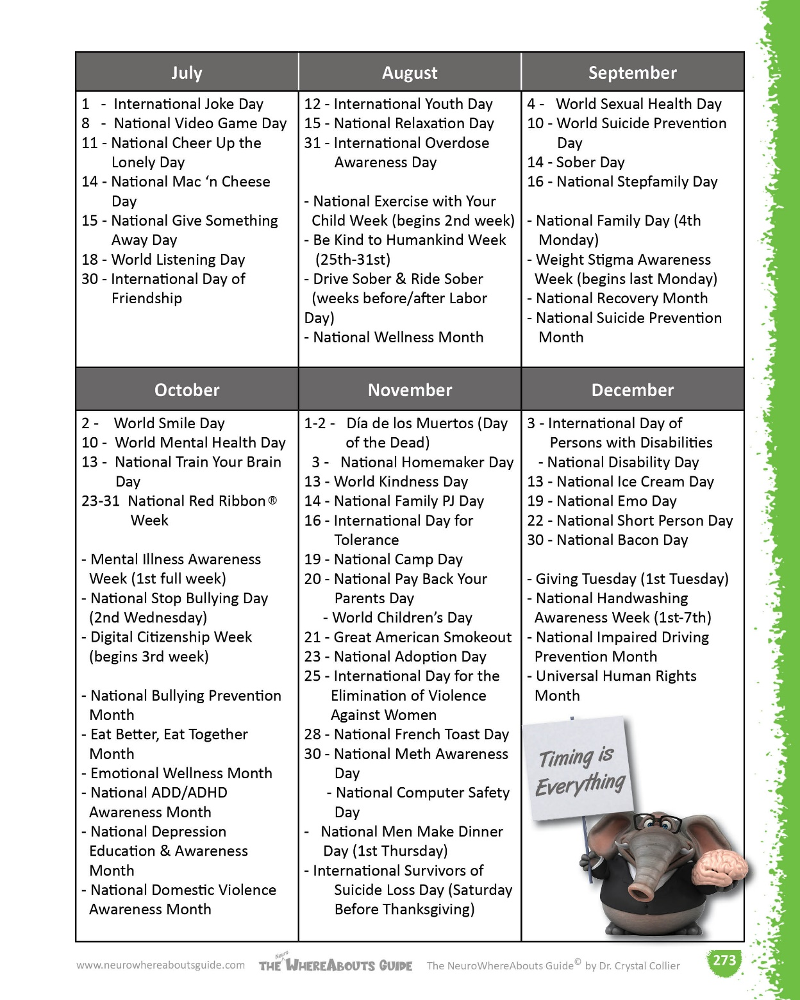 July
1 - International Joke Day
8 - National Video Game Day
11 - National Cheer Up the
Lonely Day
14 - National Mac ‘n Cheese
Day
15 - National Give Something
Away Day
18 - World Listening Day
30 - International Day of
Friendship
August
12 - International Youth Day
15 - National Relaxation Day
31 - International Overdose
Awareness Day
- National Exercise with Your
Child Week (begins 2nd week)
- Be Kind to Humankind Week
(25th-31st)
- Drive Sober & Ride Sober
(weeks before/after Labor
Day)
- National Wellness Month
September
4 - World Sexual Health Day
10 - World Suicide Prevention
Day
14 - Sober Day
16 - National Stepfamily Day
- National Family Day (4th
Monday)
- Weight Stigma Awareness
Week (begins last Monday)
- National Recovery Month
- National Suicide Prevention
Month
October
2 - World Smile Day
10 - World Mental Health Day
13 - National Train Your Brain
Day
23-31 National Red Ribbon®
Week
- Mental Illness Awareness
Week (1st full week)
- National Stop Bullying Day
(2nd Wednesday)
- Digital Citizenship Week
(begins 3rd week)
- National Bullying Prevention
Month
- Eat Better, Eat Together
Month
- Emotional Wellness Month
- National ADD/ADHD
Awareness Month
- National Depression
Education & Awareness
Month
- National Domestic Violence
Awareness Month
November
1-2 - Día de los Muertos (Day
of the Dead)
3 - National Homemaker Day
13 - World Kindness Day
14 - National Family PJ Day
16 - International Day for
Tolerance
19 - National Camp Day
20 - National Pay Back Your
Parents Day
- World Children’s Day
21 - Great American Smokeout
23 - National Adoption Day
25 - International Day for the
Elimination of Violence
Against Women
28 - National French Toast Day
30 - National Meth Awareness
Day
- National Computer Safety
Day
- National Men Make Dinner
Day (1st Thursday)
- International Survivors of
Suicide Loss Day (Saturday
Before Thanksgiving)
December
3 - International Day of
Persons with Disabilities
- National Disability Day
13 - National Ice Cream Day
19 - National Emo Day
22 - National Short Person Day
30 - National Bacon Day
- Giving Tuesday (1st Tuesday)
- National Handwashing
Awareness Week (1st-7th)
- National Impaired Driving
Prevention Month
- Universal Human Rights
Month
Timing is
Everything
www.neurowhereaboutsguide.com
Neuro
THE WHEREABOUTS GUIDE
The NeuroWhereAbouts Guide© by Dr. Crystal Collier
273